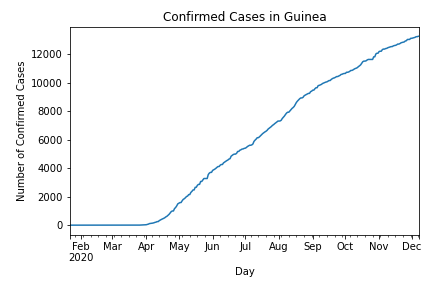 Confirmed Cases in Guinea
Number of Confirmed Cases
12000
10000
8000
6000
4000
2000
0
Feb Mar Apr May Jun Jul Aug Sep Oct Nov Dec
2020
Day